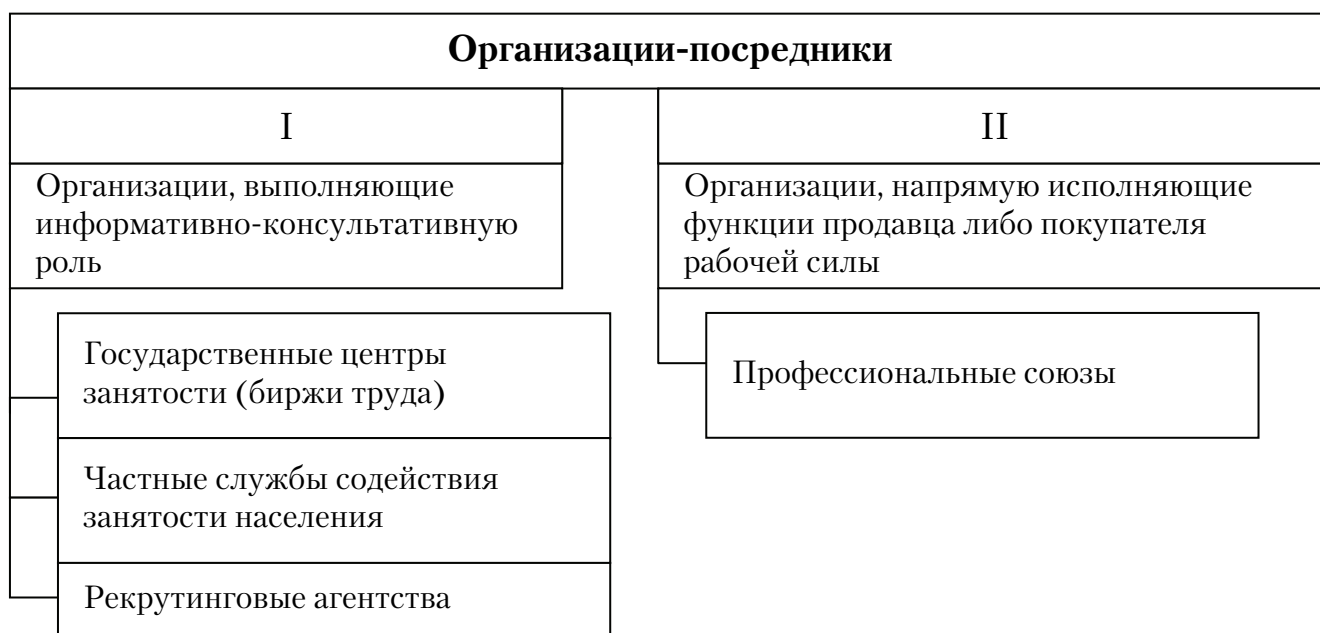 Организации-посредники
I
Организации, выполняющие
информативно-консультативную
роль
Государственные центры
занятости (биржи труда)
Частные службы содействия
занятости населения
Рекрутинговые агентства
II
Организации, напрямую исполняющие
функции продавца либо покупателя
рабочей силы
Профессиональные союзы